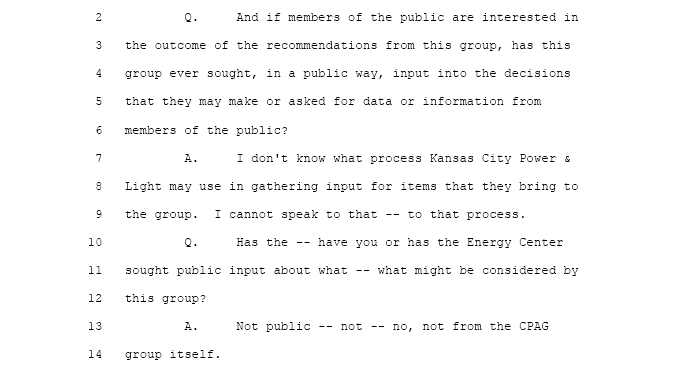 2 Q. And if members of the public are interested in
3 the outcome of the recommendations from this group, has this
4 group ever sought, in a public way, input into the decisions
5 that they may make or asked for data or information from
6 members of the public?
7 A. I don't know what process Kansas City Power &
8 Light may use in gathering input for items that they bring to
9 the group. I cannot speak to that -- to that process.
10 Q. Has the -- have you or has the Energy Center
11 sought public input about what -- what might be considered by
12 this group?
13 A. Not public -- not -- no, not from the CPAG
14 group itself.